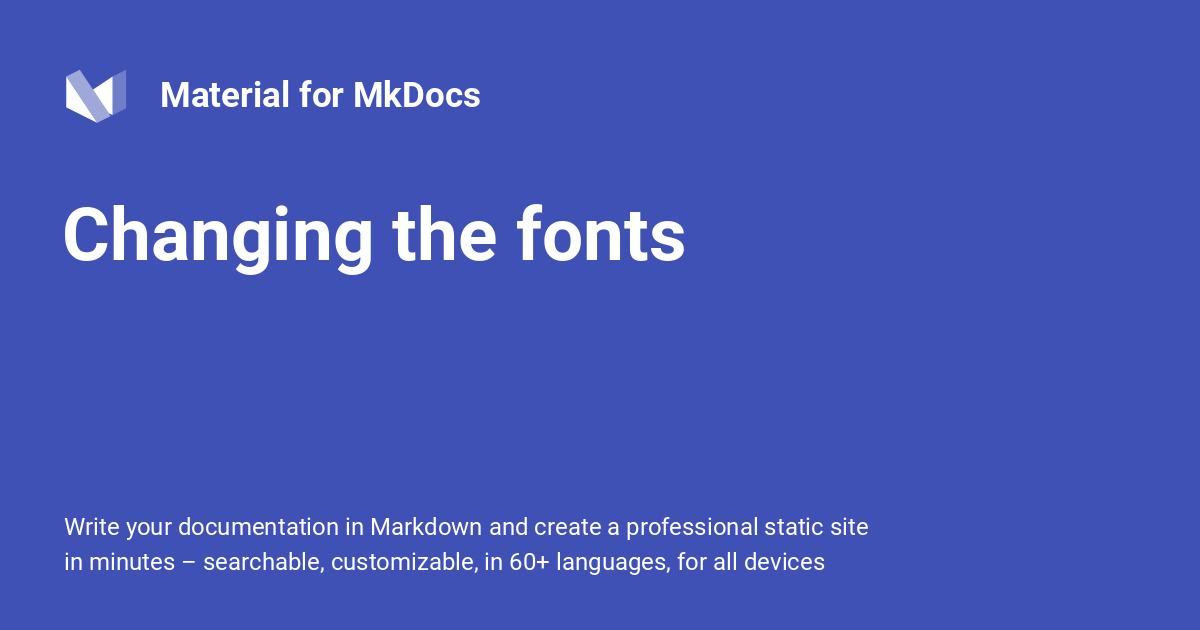 Material for MkDocs
Changing the fonts
Write your documentation in Markdown and create a professional static site
in minutes – searchable, customizable, in 60+ languages, for all devices